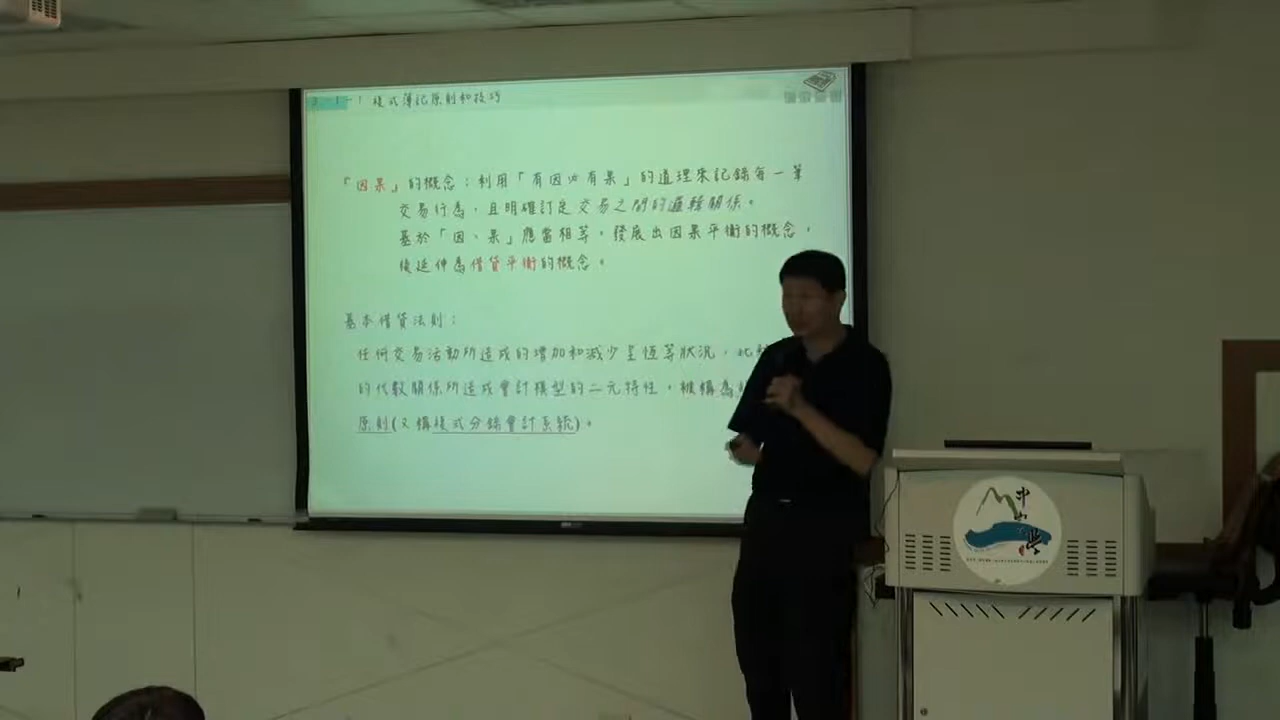 -1 複式簿記原則和技巧
「因果」的概念：利用「有因必有果」的道理來記錄每一筆
交易行為，且明確訂定交易之間的邏輯關係。
基於「因、果」應當相等，發展出因果平衡的概念，
後延伸為借貸平衡的概念。
基本借貸法則：
任何交易活動所造成的增加和減少呈恆等狀況，此
的代數關係所造成會計模型的二元特性，被稱為
原則(又稱複式分錄會計系統)。
中山